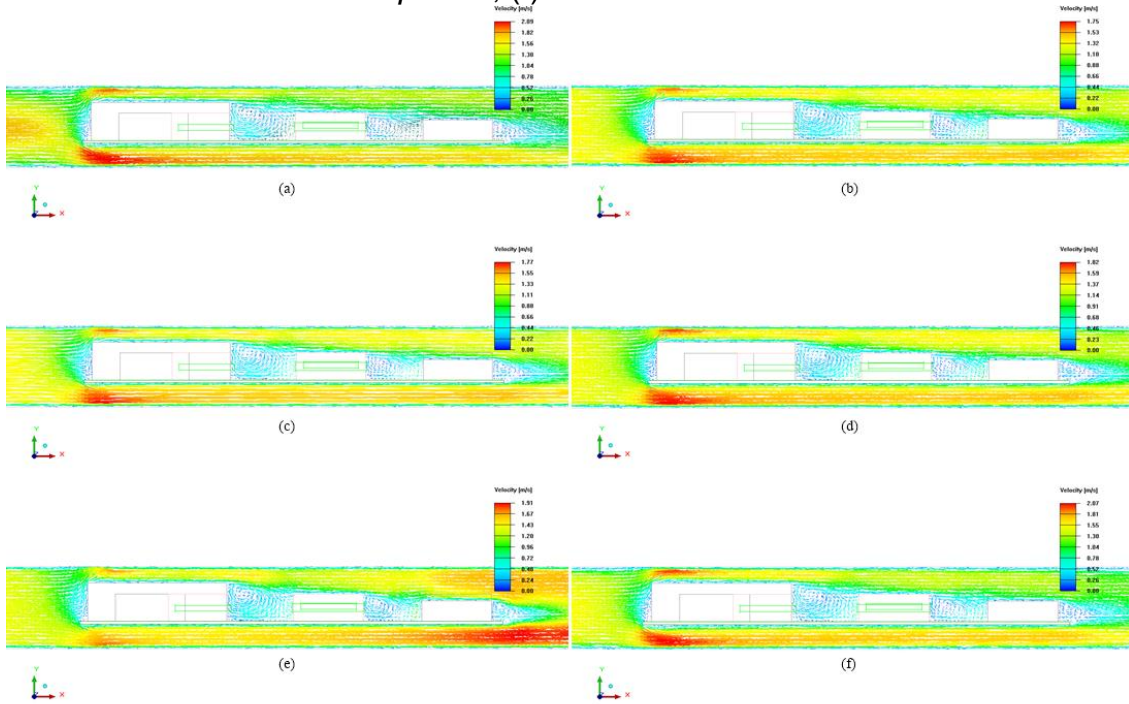 Velocity [m/s]
2.09
1.82
1.56
1.30
1.04
0.78
0.52
0.26
0.00
Velocity [m/s]
1.75
1.53
1.32
1.10
0.88
0.66
0.44
0.22
0.00
(a)
(b)
Y
X
Y
X
Velocity [m/s]
1.77
1.55
1.33
1.11
0.88
0.66
0.44
0.22
0.00
Velocity [m/s]
1.82
1.59
1.37
1.14
0.91
0.68
0.46
0.23
0.00
(c)
(d)
Y
X
Y
X
Velocity [m/s]
1.91
1.67
1.43
1.20
0.96
0.72
0.48
0.24
0.00
Velocity [m/s]
2.07
1.81
1.55
1.30
1.04
0.78
0.52
0.26
0.00
(e)
(f)
Y
X
Y
X